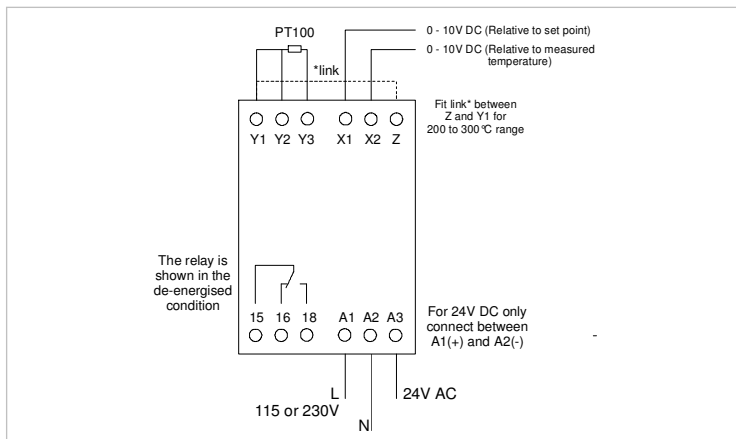 PT100
0 - 10V DC (Relative to set point)
0 - 10V DC (Relative to measured
temperature)
*link
Fit link* between
Z and Y1 for
200 to 300°C range
Y1 Y2 Y3 X1 X2 Z
The relay is
shown in the
de-energised
condition
15 16 18 A1 A2 A3
For 24V DC only
connect between
A1(+) and A2(-)
-
L
24V AC
115 or 230V
N